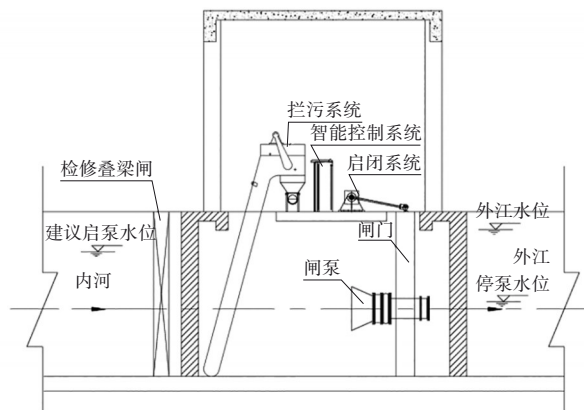 拦污系统
智能控制系统
检修叠梁闸
启闭系统
外江水位
建议启泵水位
闸门
外江
闸泵
内河
停泵水位